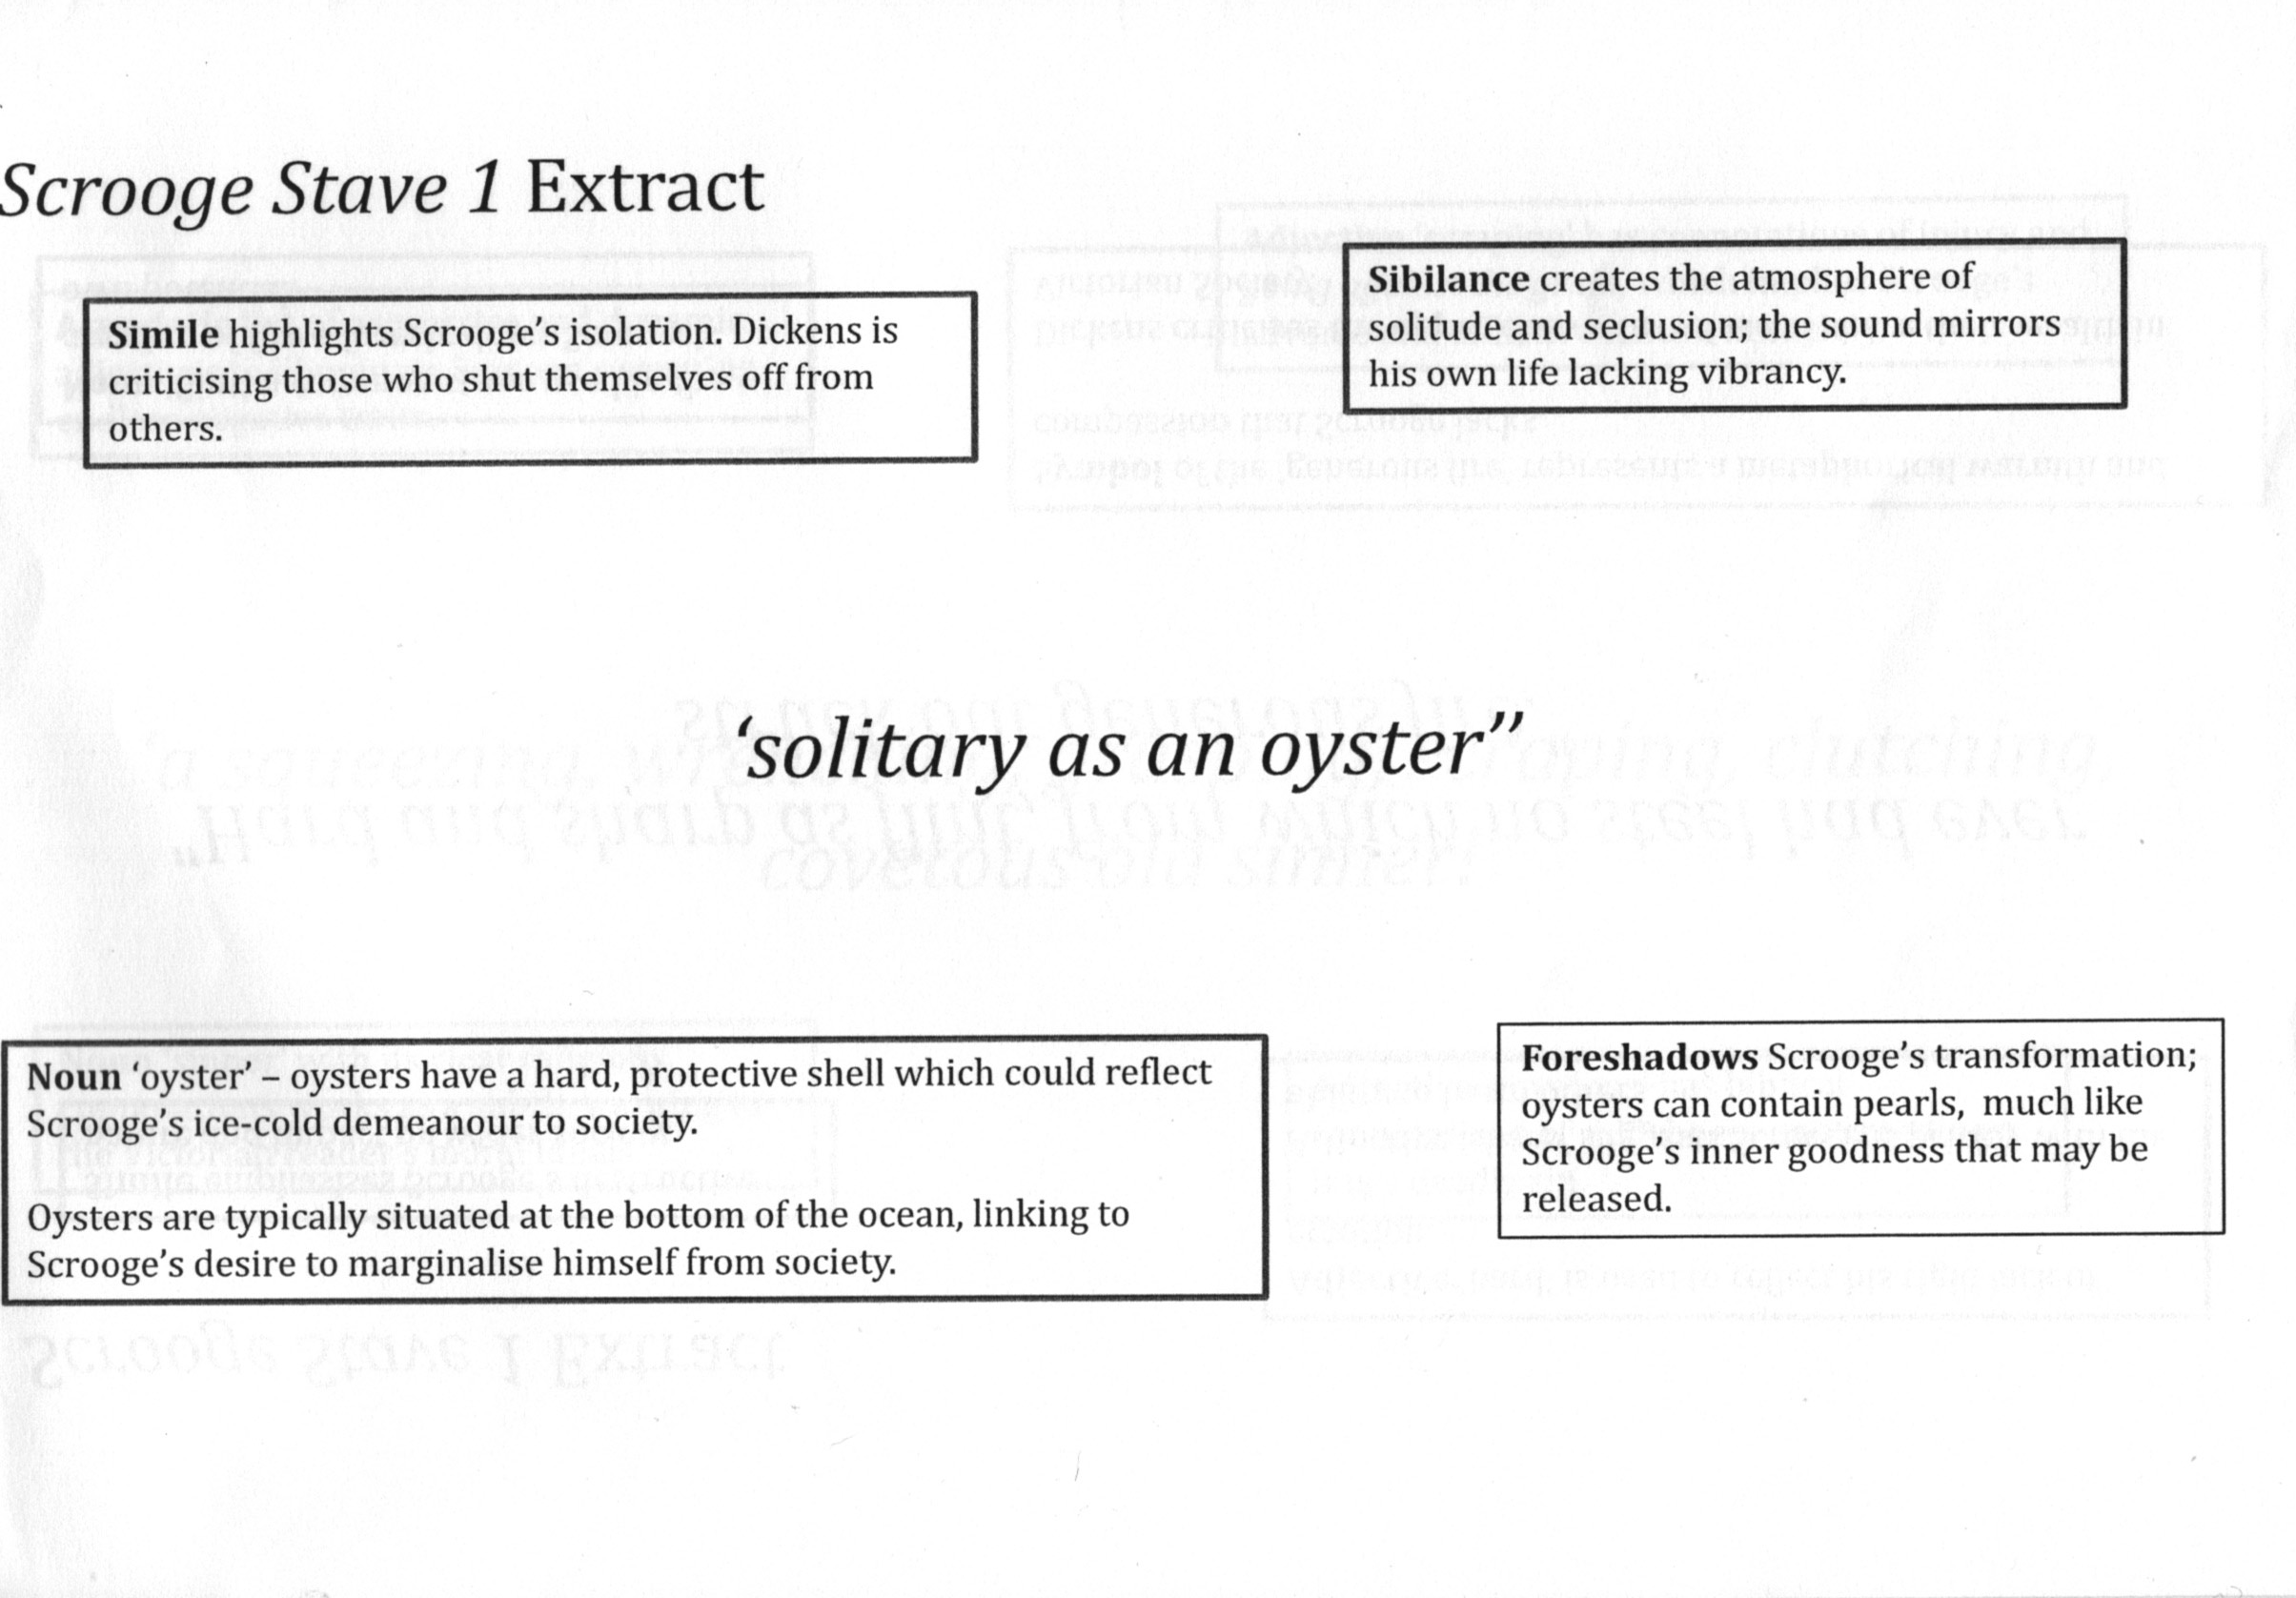 Scrooge Stave 1 Extract
Simile highlights Scrooge's isolation. Dickens is
criticising those who shut themselves off from
others.
Sibilance creates the atmosphere of
solitude and seclusion; the sound mirrors
his own life lacking vibrancy.
‘solitary as an oyster’’
Noun ‘oyster’ – oysters have a hard, protective shell which could reflect
Scrooge’s ice-cold demeanour to society.
Oysters are typically situated at the bottom of the ocean, linking to
Scrooge’s desire to marginalise himself from society.
Foreshadows Scrooge’s transformation;
oysters can contain pearls, much like
Scrooge’s inner goodness that may be
released.